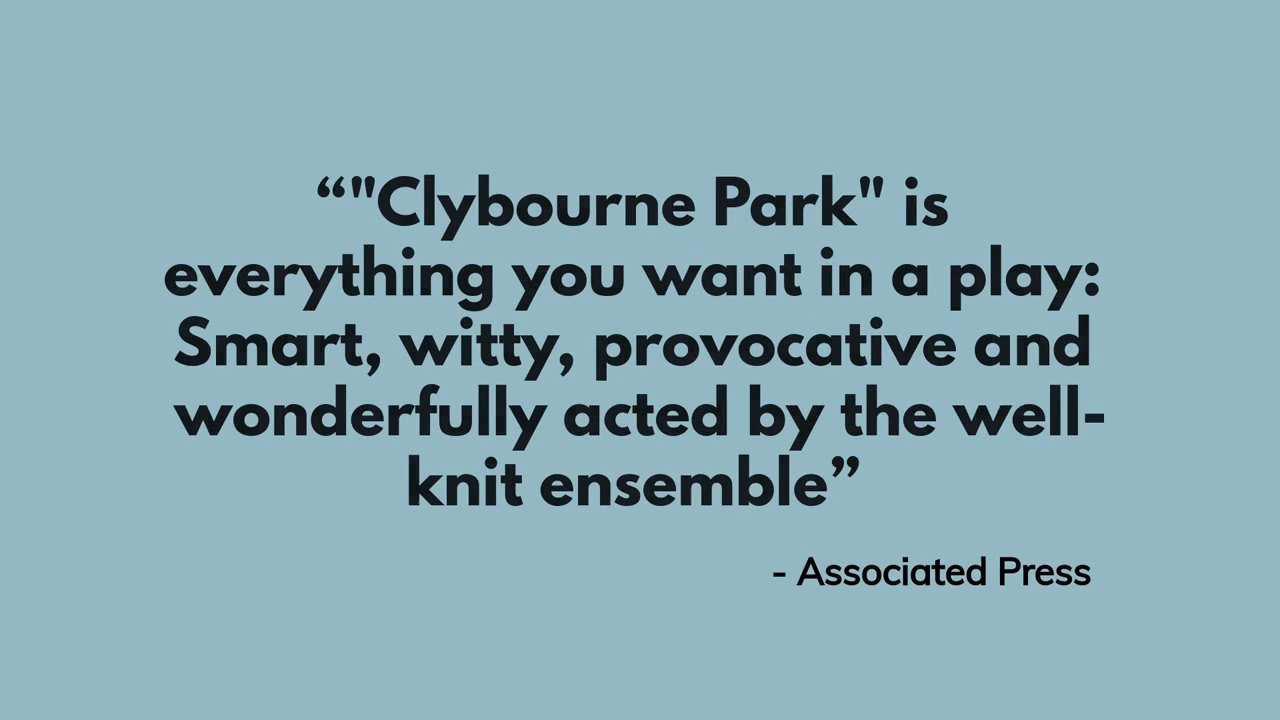 “"Clybourne Park" is
everything you want in a play:
Smart, witty, provocative and
wonderfully acted by the well-
knit ensemble”
- Associated Press